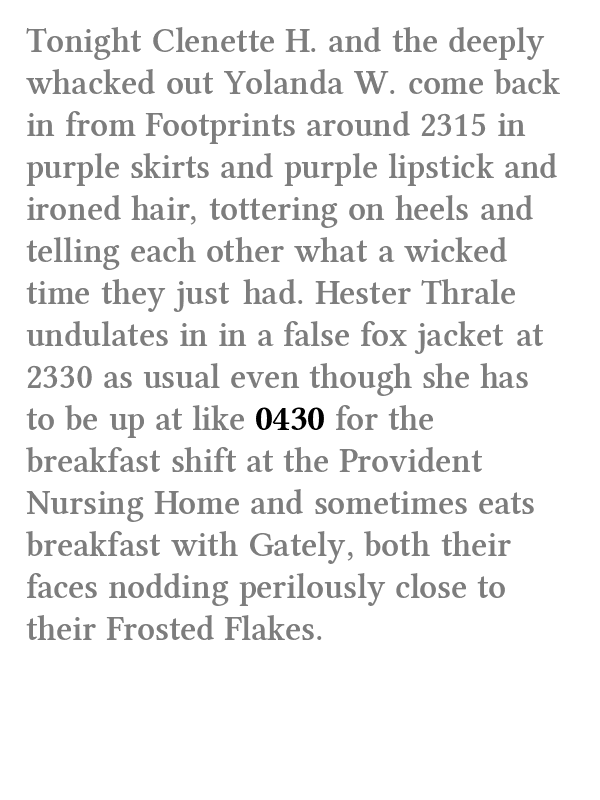 Tonight Clenette H. and the deeply
whacked out Yolanda W. come back
in from Footprints around 2315 in
purple skirts and purple lipstick and
ironed hair, tottering on heels and
telling each other what a wicked
time they just had. Hester Thrale
undulates in in a false fox jacket at
2330 as usual even though she has
to be up at like 0430 for the
breakfast shift at the Provident
Nursing Home and sometimes eats
breakfast with Gately, both their
faces nodding perilously close to
their Frosted Flakes.